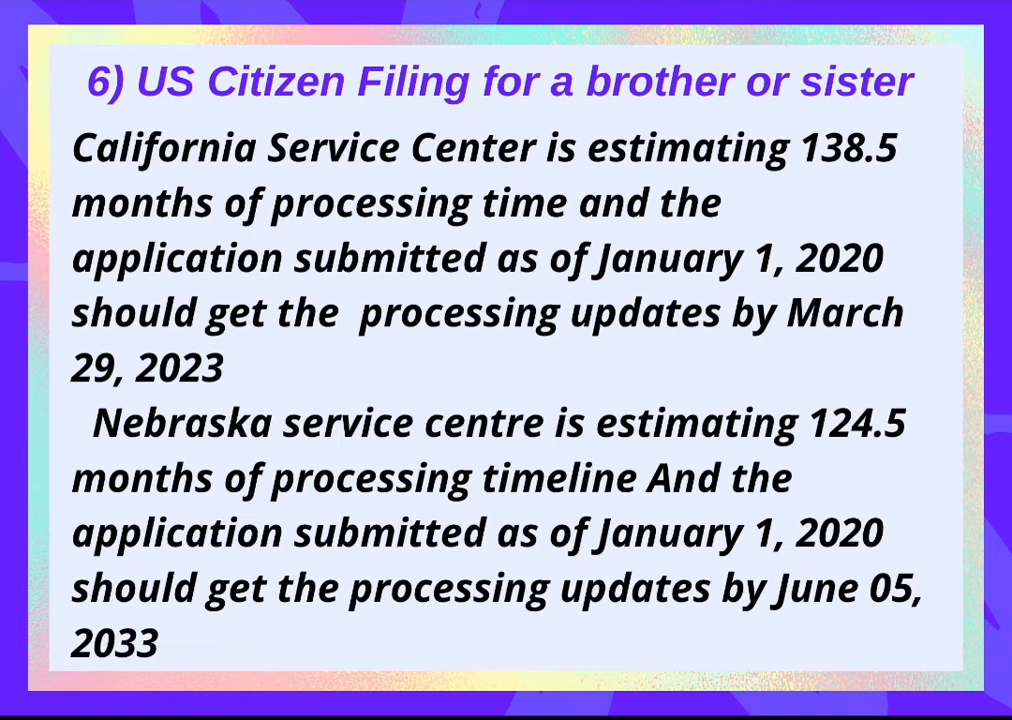 6) US Citizen Filing for a brother or sister
California Service Center is estimating 138.5
months of processing time and the
application submitted as of January 1, 2020
should get the processing updates by March
29, 2023
Nebraska service centre is estimating 124.5
months of processing timeline And the
application submitted as of January 1, 2020
should get the processing updates by June 05,
2033